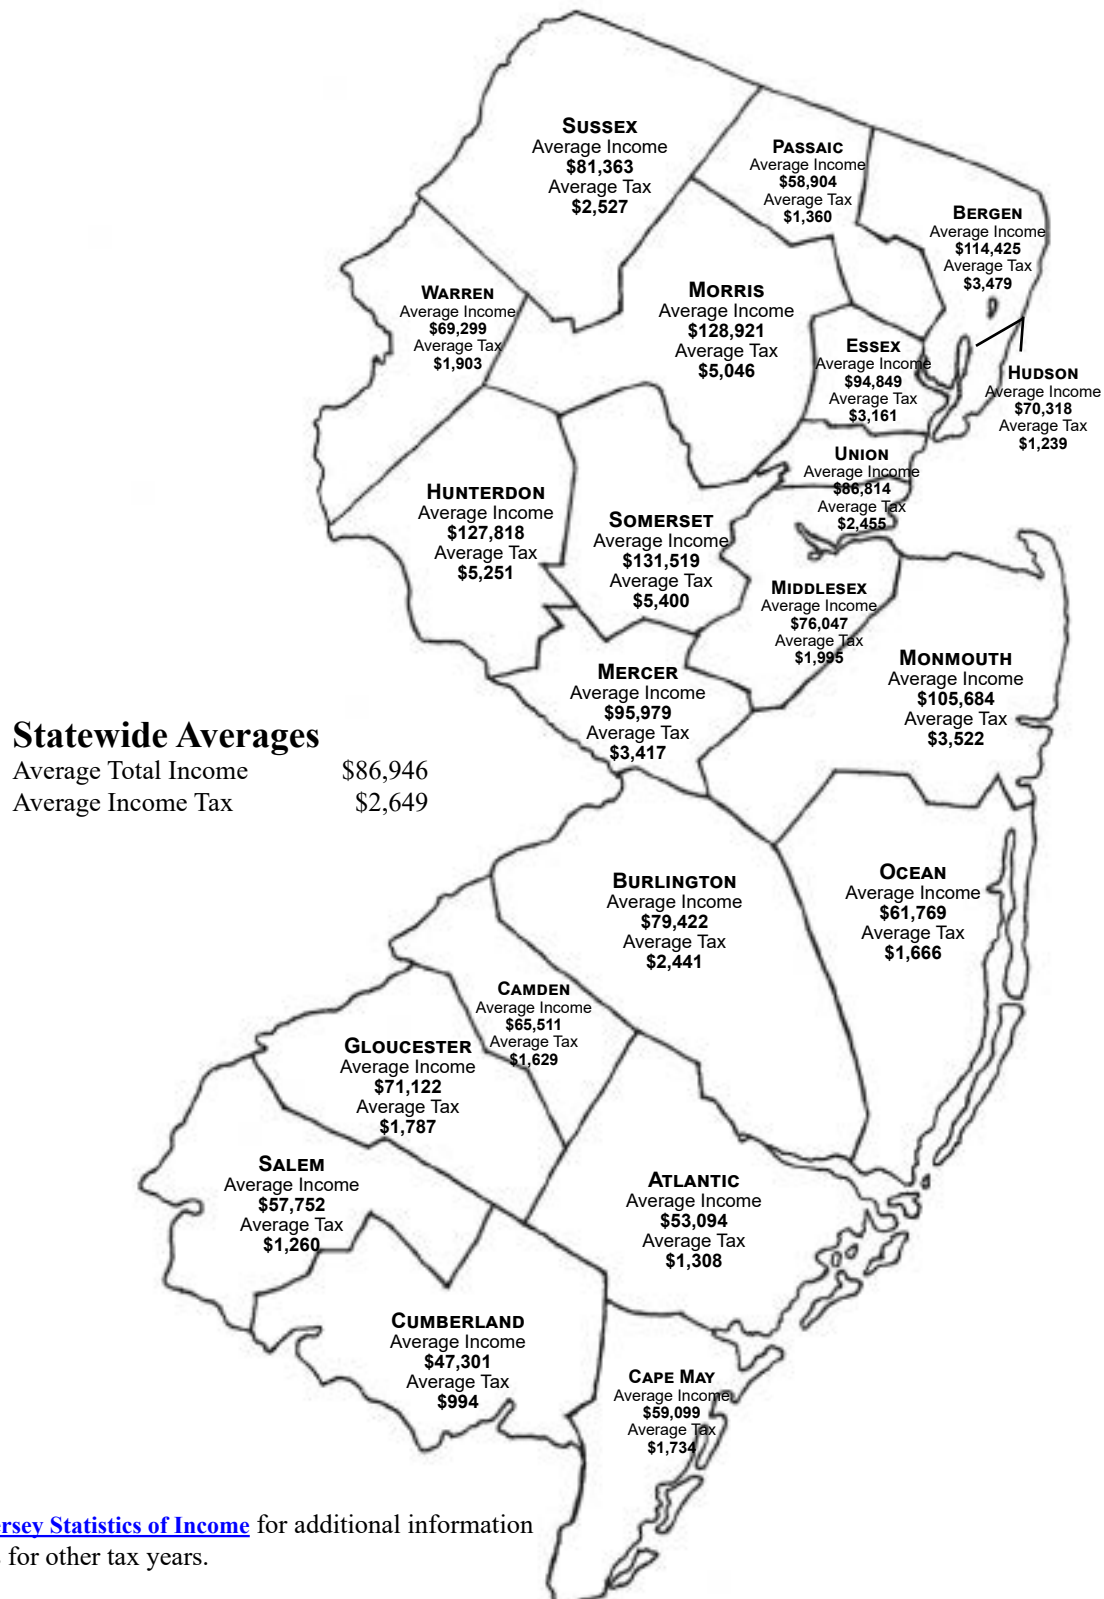 SUSSEX
Average Income
$81,363
Average Tax
$2,527
PASSAIC
Average Income
$58,904
Average Tax
$1,360
BERGEN
Average Income
$114,425
Average Tax
$3,479
WARREN
Average Income
$69,299
Average Tax
$1,903
MORRIS
Average Income
$128,921
Average Tax
$5,046
ESSEX
Average Income
$94,849
Average Tax
$3,161
HUDSON
Average Income
$70,318
Average Tax
$1,239
UNION
Average Income
$86,814
Average Tax
$2,455
HUNTERDON
Average Income
$127,818
Average Tax
$5,251
SOMERSET
Average Income
$131,519
Average Tax
$5,400
MIDDLESEX
Average Income
$76,047
Average Tax
$1,995
MONMOUTH
Average Income
$105,684
Average Tax
$3,522
MERCER
Average Income
$95,979
Average Tax
$3,417
Statewide Averages
Average Total Income $86,946
Average Income Tax $2,649
BURLINGTON
Average Income
$79,422
Average Tax
$2,441
OCEAN
Average Income
$61,769
Average Tax
$1,666
CAMDEN
Average Income
$65,511
Average Tax
$1,629
GLOUCESTER
Average Income
$71,122
Average Tax
$1,787
SALEM
Average Income
$57,752
Average Tax
$1,260
ATLANTIC
Average Income
$53,094
Average Tax
$1,308
CUMBERLAND
Average Income
$47,301
Average Tax
$994
CAPE MAY
Average Income
$59,099
Average Tax
$1,734
ersey Statistics of Income for additional information
for other tax years.